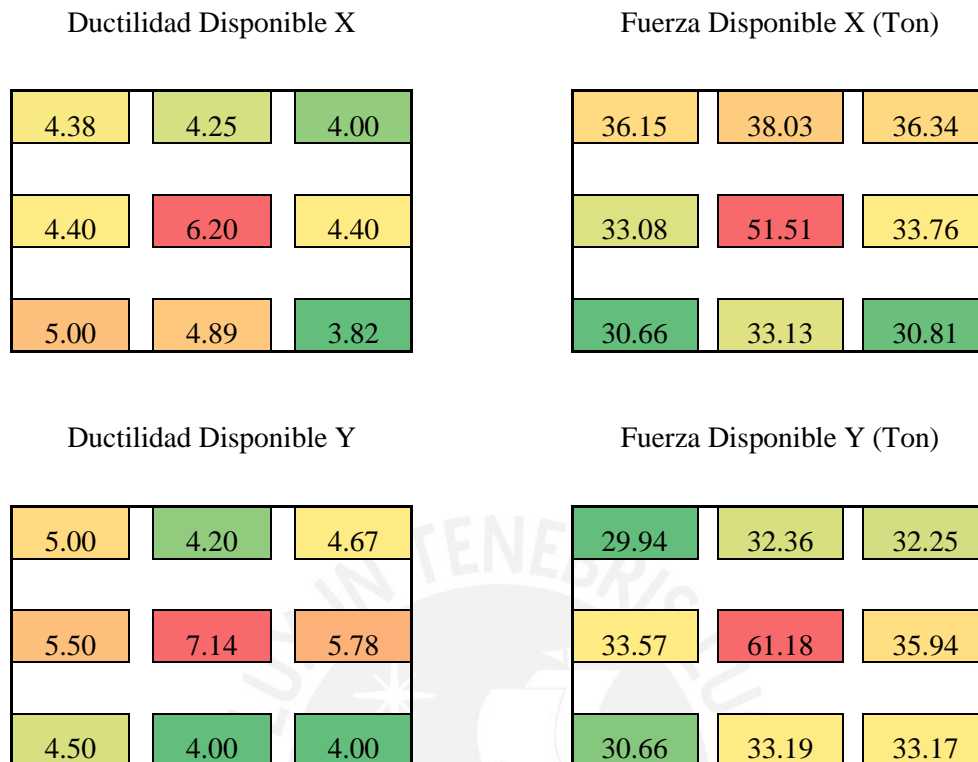 Ductilidad Disponible X    Fuerza Disponible X (Ton)
4.38 4.25 4.00    36.15 38.03 36.34
4.40 6.20 4.40    33.08 51.51 33.76
5.00 4.89 3.82    30.66 33.13 30.81
Ductilidad Disponible Y    Fuerza Disponible Y (Ton)
5.00 4.20 4.67    29.94 32.36 32.25
5.50 7.14 5.78    33.57 61.18 35.94
4.50 4.00 4.00    30.66 33.19 33.17